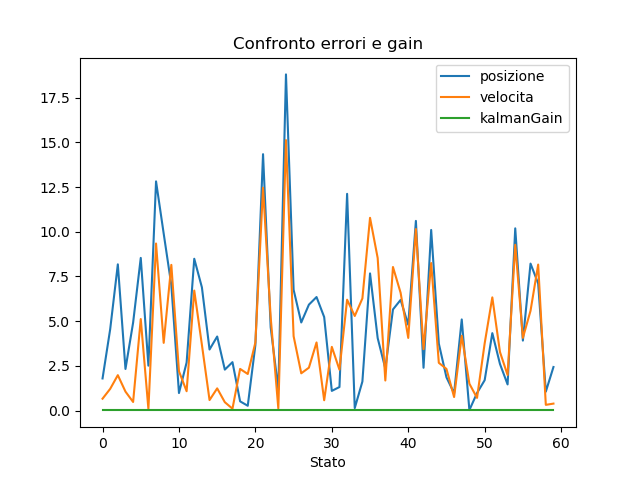 Confronto errori e gain
posizione
velocita
kalmanGain
17.5
15.0
12.5
10.0
7.5
5.0
2.5
0.0
0 10 20 30 40 50 60
Stato